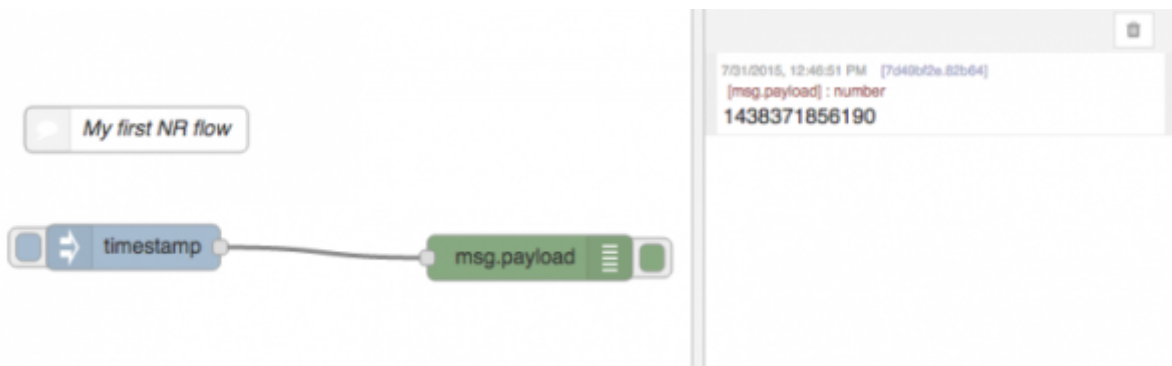 My first NR flow
timestamp
msg.payload
7/31/2015, 12:46:51 PM [7d49bf2e.82b64]
[msg.payload] : number
1438371856190